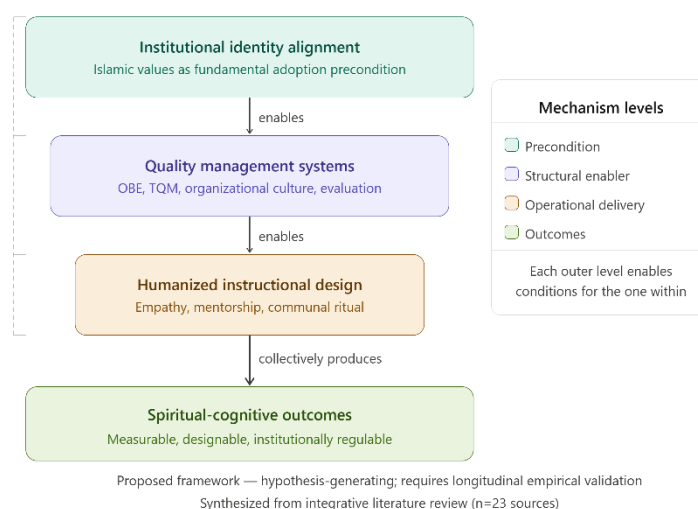 Institutional identity alignment
Islamic values as fundamental adoption precondition
enables
Quality management systems
OBE, TQM, organizational culture, evaluation
enables
Humanized instructional design
Empathy, mentorship, communal ritual
collectively produces
Spiritual-cognitive outcomes
Measurable, designable, institutionally regulable
Mechanism levels
Precondition
Structural enabler
Operational delivery
Outcomes
Each outer level enables
conditions for the one within
Proposed framework — hypothesis-generating; requires longitudinal empirical validation
Synthesized from integrative literature review (n=23 sources)